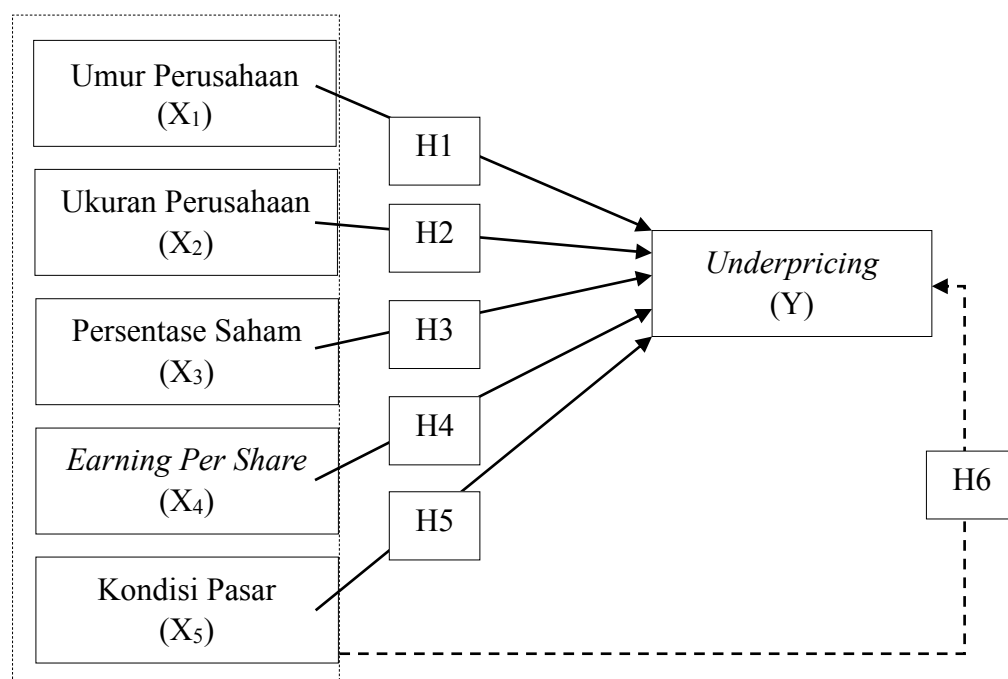 Umur Perusahaan
(X₁)
H1
Ukuran Perusahaan
(X₂)
H2
Underpricing
(Y)
Persentase Saham
(X₃)
H3
Earning Per Share
(X₄)
H4
H6
H5
Kondisi Pasar
(X₅)